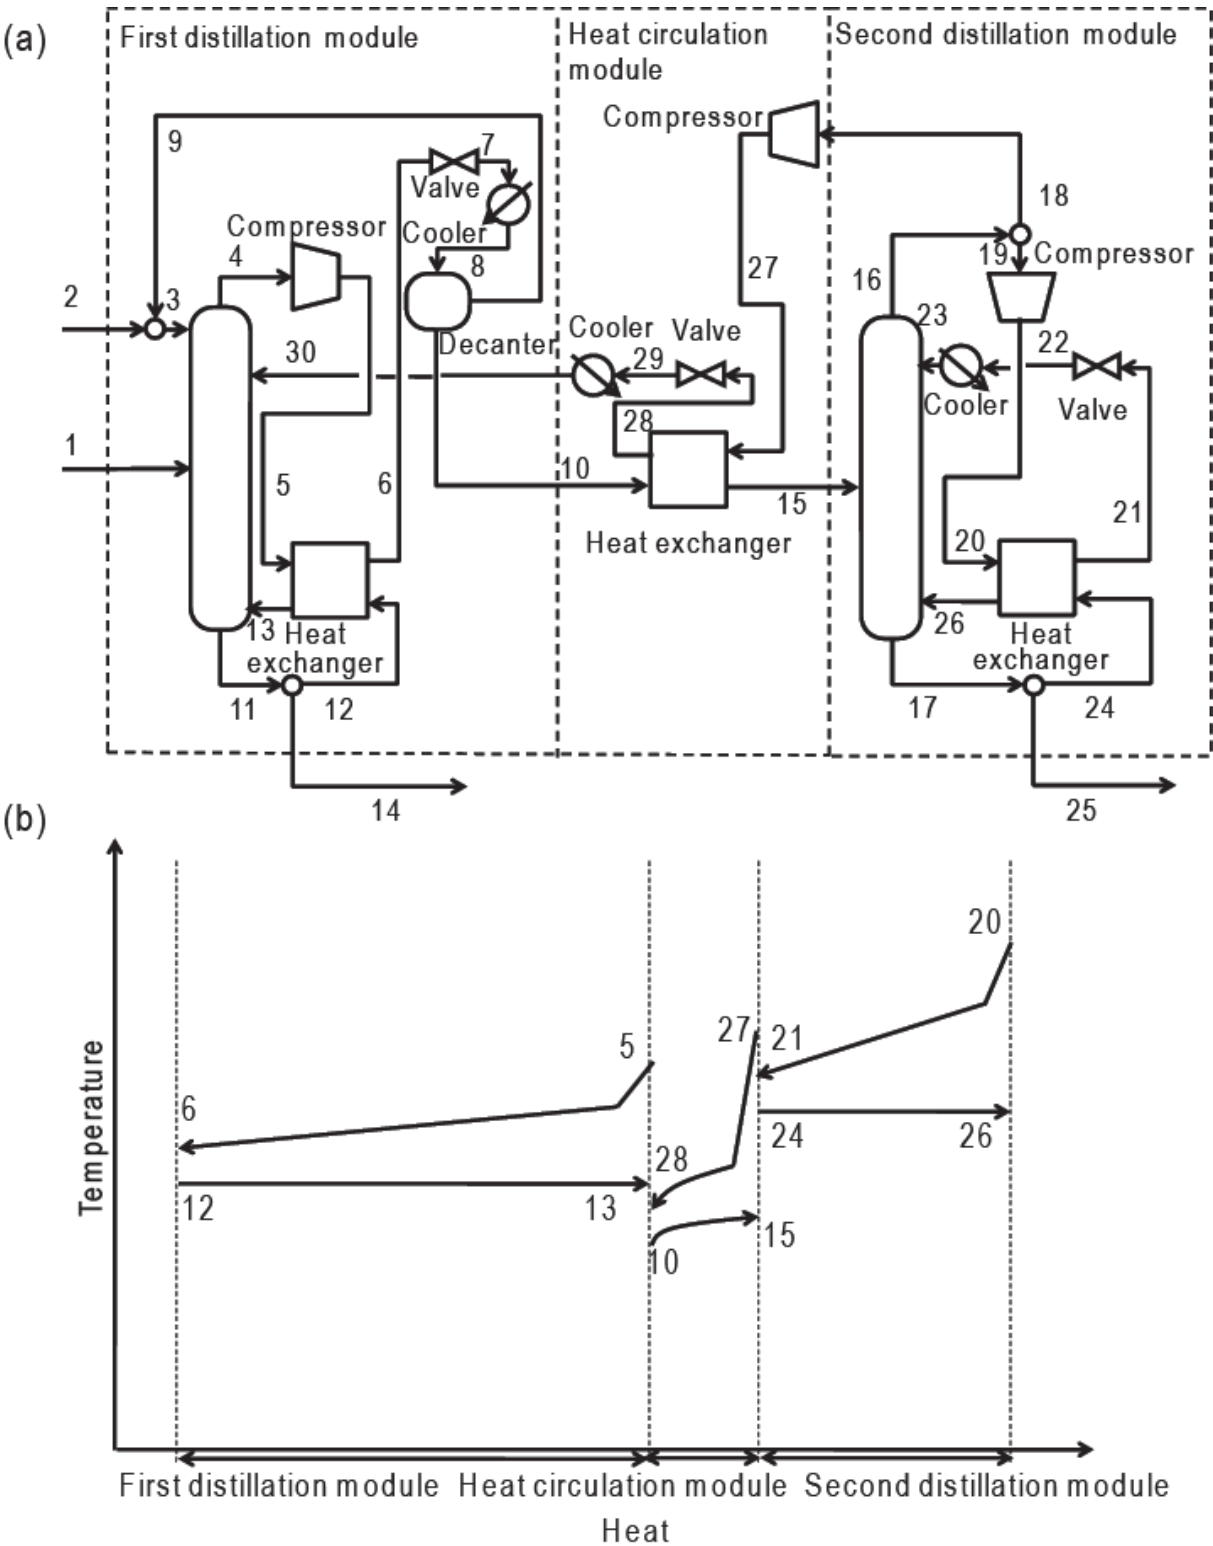 (a)
First distillation module
Heat circulation
module
Second distillation module
Compressor
9
7
Valve
18
Compressor
Cooler
19
Compressor
4
8
27
16
2
3
23
Decanter
Cooler
Valve
22
30
29
Cooler
Valve
28
1
10
5
6
15
21
Heat exchanger
20
13
Heat
exchanger
26
Heat
exchanger
11
12
17
24
14
25
(b)
Temperature
20
27
21
5
6
28
24
26
12
13
15
10
First distillation module
Heat circulation module
Second distillation module
Heat